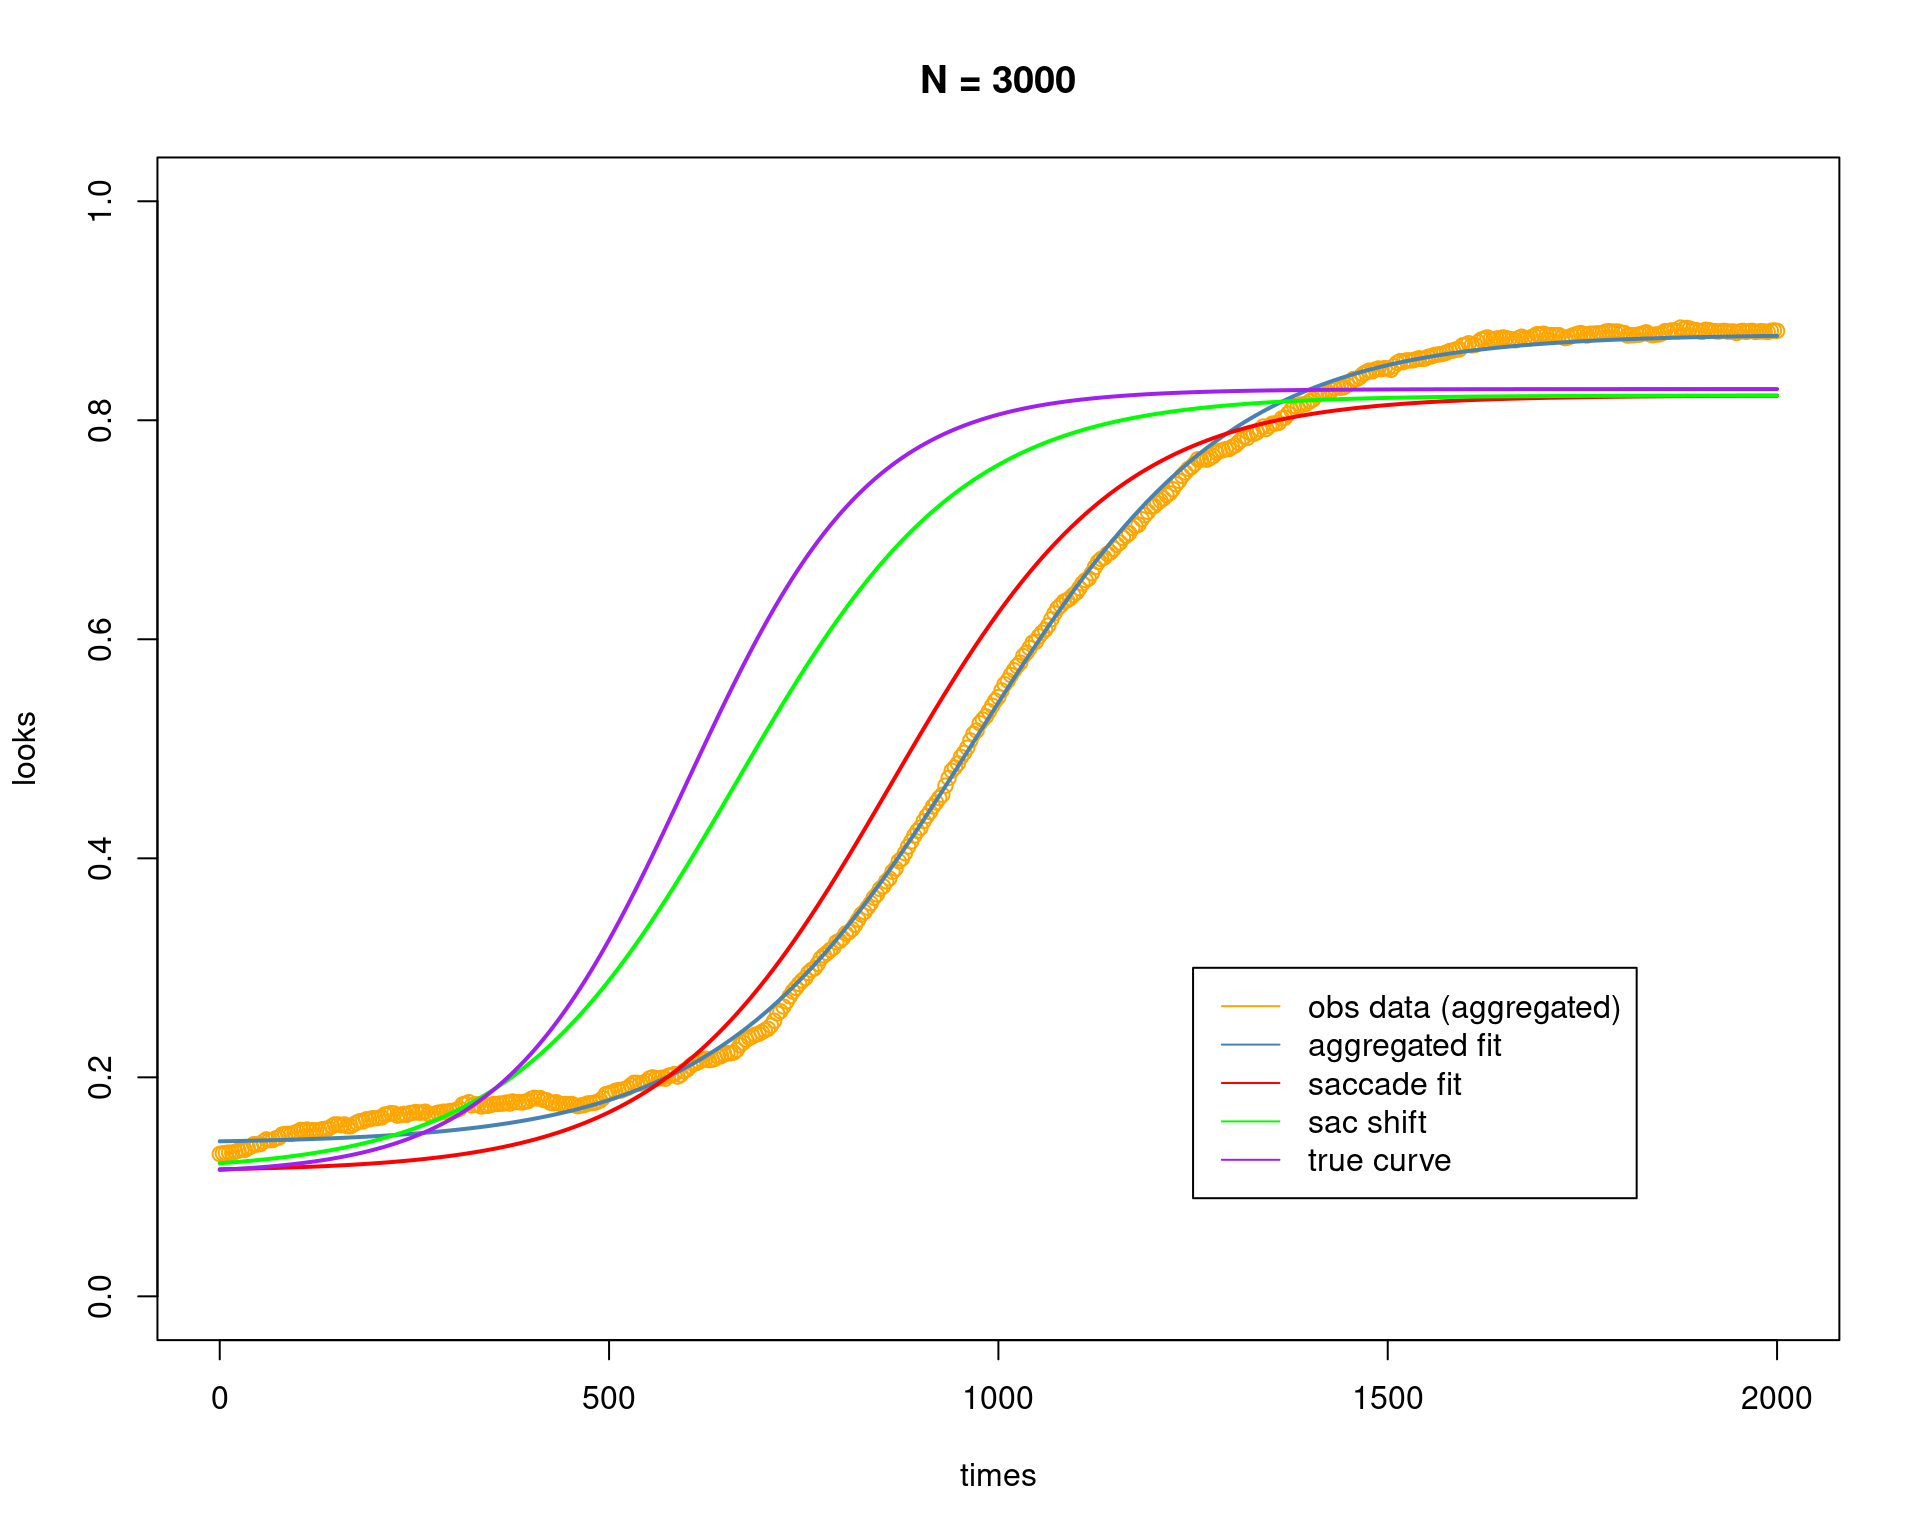 N = 3000
1.0
0.8
0.6
0.4
0.2
0.0
looks
obs data (aggregated)
aggregated fit
saccade fit
sac shift
true curve
0 500 1000 1500 2000
times